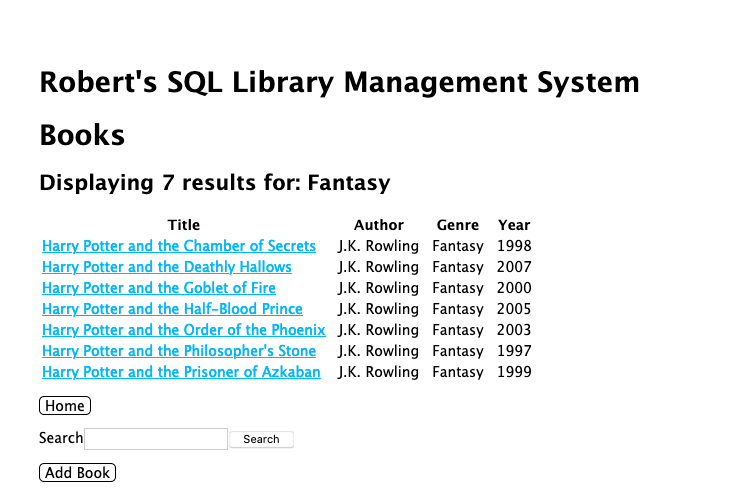 Robert's SQL Library Management System
Books
Displaying 7 results for: Fantasy
Title Author Genre Year
Harry Potter and the Chamber of Secrets J.K. Rowling Fantasy 1998
Harry Potter and the Deathly Hallows J.K. Rowling Fantasy 2007
Harry Potter and the Goblet of Fire J.K. Rowling Fantasy 2000
Harry Potter and the Half-Blood Prince J.K. Rowling Fantasy 2005
Harry Potter and the Order of the Phoenix J.K. Rowling Fantasy 2003
Harry Potter and the Philosopher's Stone J.K. Rowling Fantasy 1997
Harry Potter and the Prisoner of Azkaban J.K. Rowling Fantasy 1999
Home
Search Search
Add Book